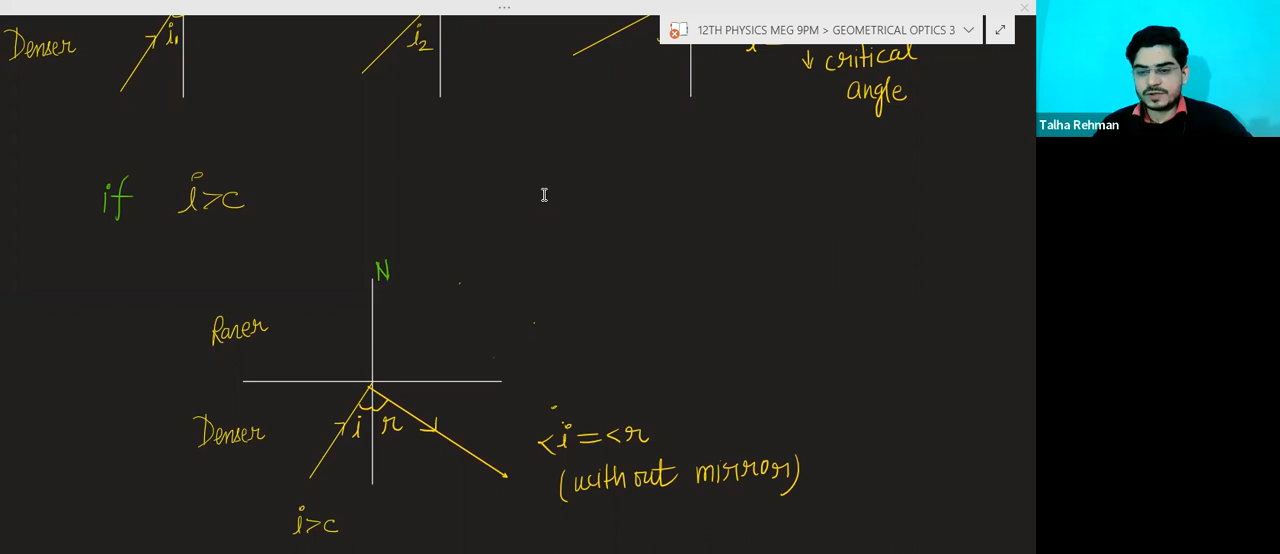 12TH PHYSICS MEG 9PM > GEOMETRICAL OPTICS 3
Denser i₁ i₂
↓ critical
angle
Talha Rehman
if i>c
N
Rarer
Denser i r <i=<r
(without mirror)
i>c